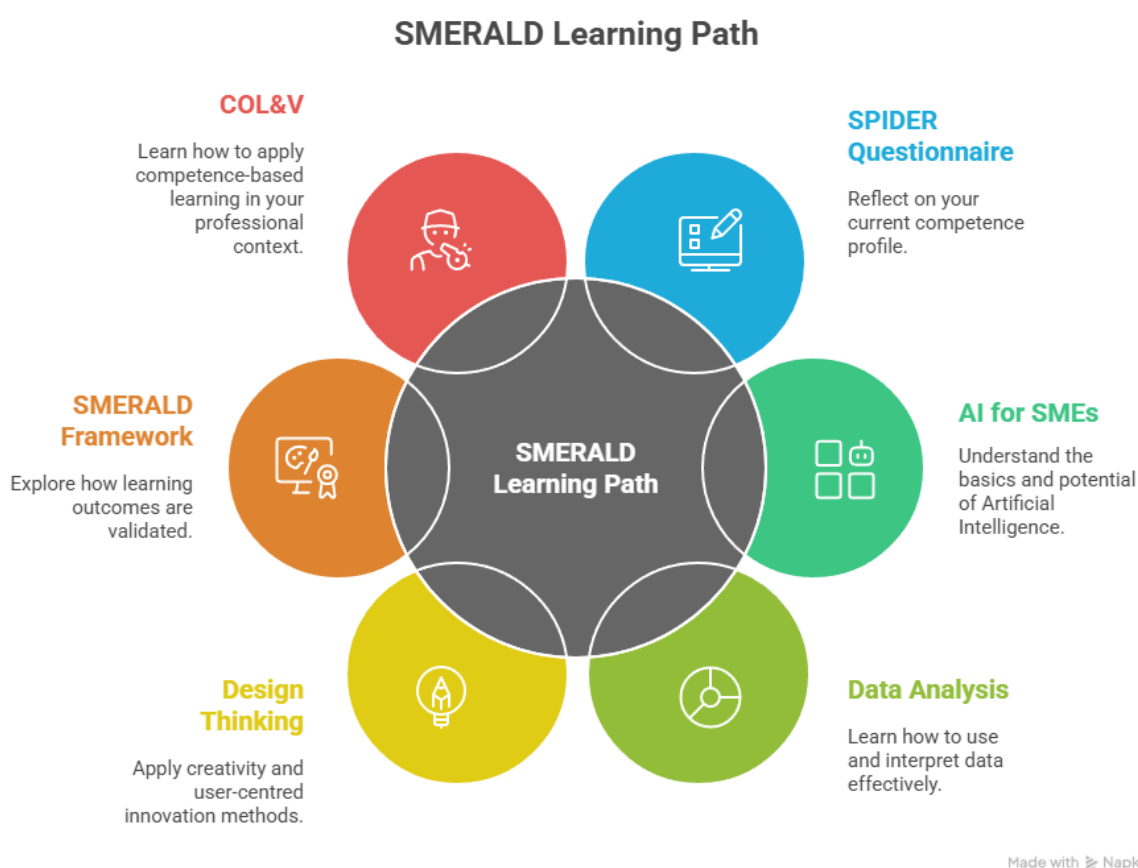 SMERALD Learning Path
COL&V
Learn how to apply
competence-based
learning in your
professional
context.
SPIDER
Questionnaire
Reflect on your
current competence
profile.
SMERALD
Framework
Explore how learning
outcomes are
validated.
SMERALD
Learning Path
AI for SMEs
Understand the
basics and potential
of Artificial
Intelligence.
Design
Thinking
Apply creativity and
user-centred
innovation methods.
Data Analysis
Learn how to use
and interpret data
effectively.
Made with